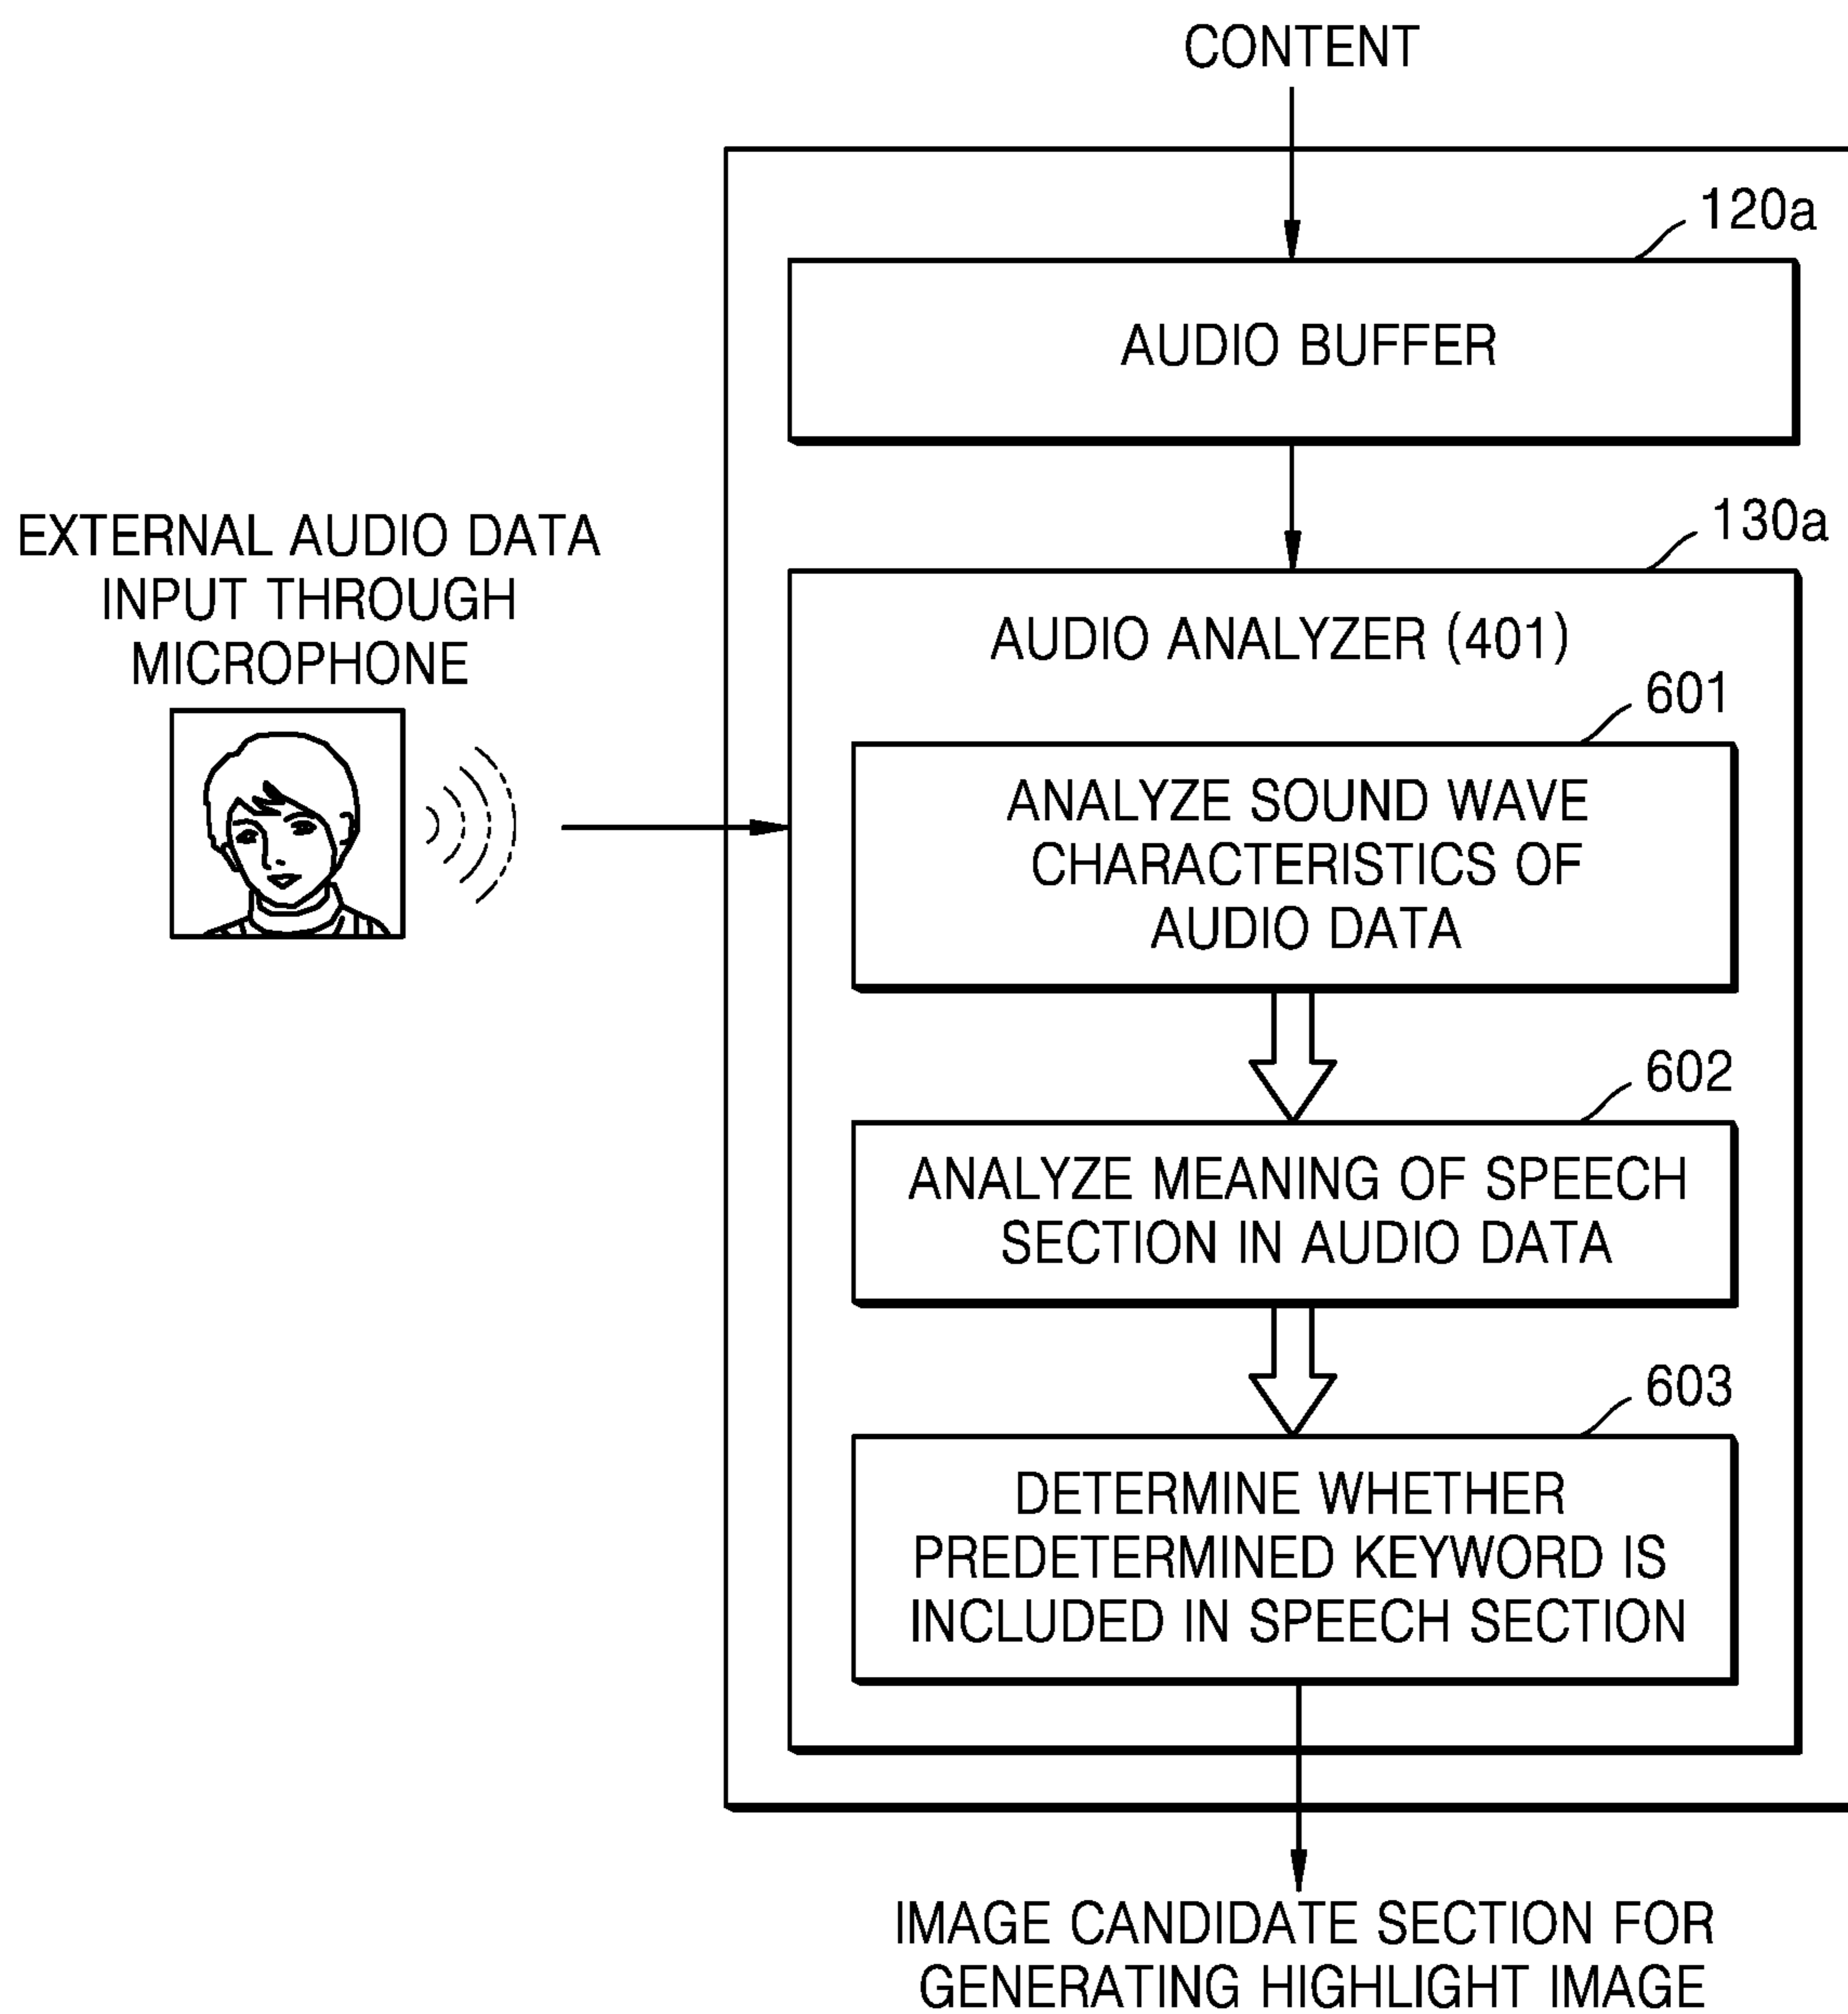 CONTENT
120a
AUDIO BUFFER
130a
EXTERNAL AUDIO DATA
INPUT THROUGH
MICROPHONE
AUDIO ANALYZER (401)
601
ANALYZE SOUND WAVE
CHARACTERISTICS OF
AUDIO DATA
602
ANALYZE MEANING OF SPEECH
SECTION IN AUDIO DATA
603
DETERMINE WHETHER
PREDETERMINED KEYWORD IS
INCLUDED IN SPEECH SECTION
IMAGE CANDIDATE SECTION FOR
GENERATING HIGHLIGHT IMAGE